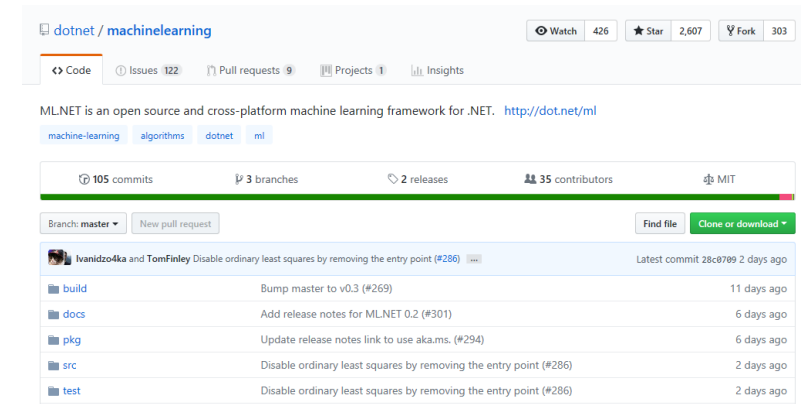 dotnet / machinelearning
Watch 426 Star 2,607 Fork 303
Code Issues 122 Pull requests 9 Projects 1 Insights
ML.NET is an open source and cross-platform machine learning framework for .NET. http://dot.net/ml
machine-learning algorithms dotnet ml
105 commits 3 branches 2 releases 35 contributors MIT
Branch: master New pull request Find file Clone or download
Ivanidzo4ka and TomFinley Disable ordinary least squares by removing the entry point (#286) ... Latest commit 28c0709 2 days ago
build Bump master to v0.3 (#269) 11 days ago
docs Add release notes for ML.NET 0.2 (#301) 6 days ago
pkg Update release notes link to use aka.ms. (#294) 6 days ago
src Disable ordinary least squares by removing the entry point (#286) 2 days ago
test Disable ordinary least squares by removing the entry point (#286) 2 days ago